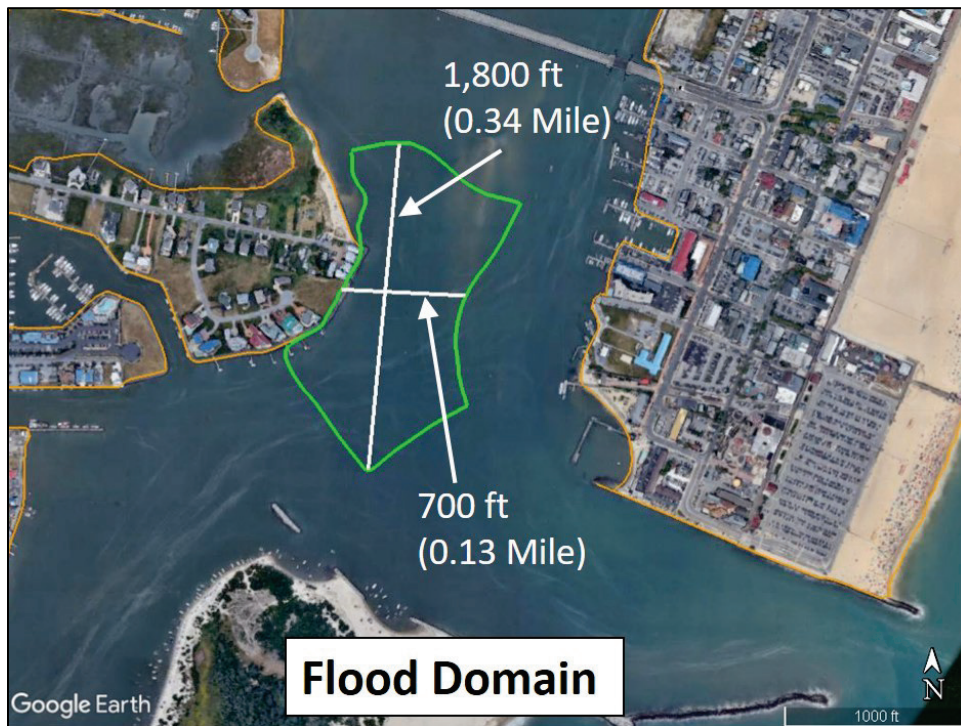 1,800 ft
(0.34 Mile)
700 ft
(0.13 Mile)
Flood Domain
Google Earth
N
1000 ft